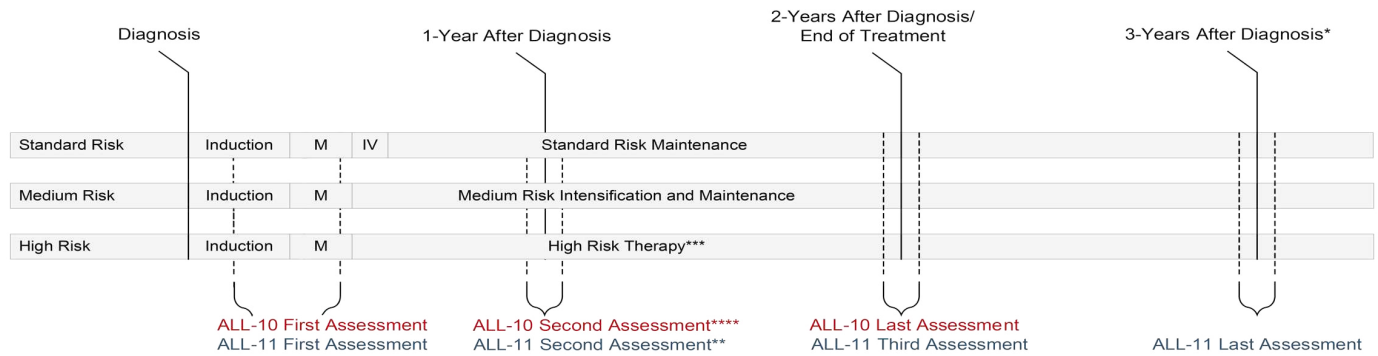 Diagnosis
1-Year After Diagnosis
2-Years After Diagnosis/
End of Treatment
3-Years After Diagnosis*
Standard Risk Induction M IV Standard Risk Maintenance
Medium Risk Induction M Medium Risk Intensification and Maintenance
High Risk Induction M High Risk Therapy***
ALL-10 First Assessment
ALL-11 First Assessment
ALL-10 Second Assessment****
ALL-11 Second Assessment**
ALL-10 Last Assessment
ALL-11 Third Assessment
ALL-11 Last Assessment